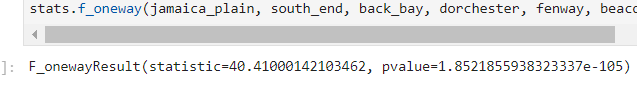 stats.f_oneway(jamaica_plain, south_end, back_bay, dorchester, fenway, beaco
]: F_onewayResult(statistic=40.41000142103462, pvalue=1.8521855938323337e-105)